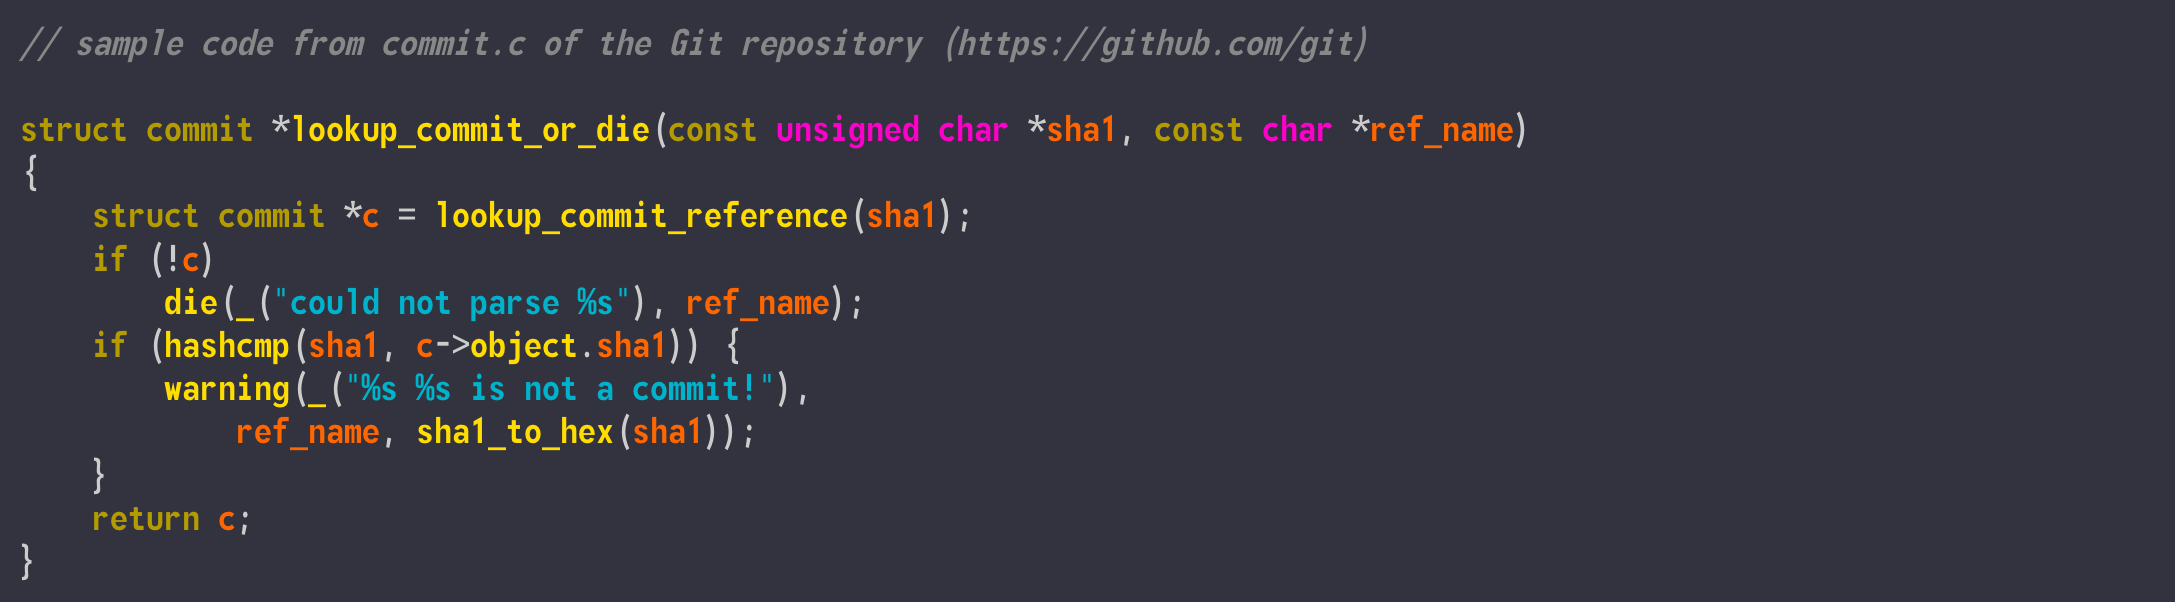 // sample code from commit.c of the Git repository (https://github.com/git)

struct commit *lookup_commit_or_die(const unsigned char *sha1, const char *ref_name)
{
    struct commit *c = lookup_commit_reference(sha1);
    if (!c)
        die(_("could not parse %s"), ref_name);
    if (hashcmp(sha1, c->object.sha1)) {
        warning(_("%s %s is not a commit!"),
            ref_name, sha1_to_hex(sha1));
    }
    return c;
}